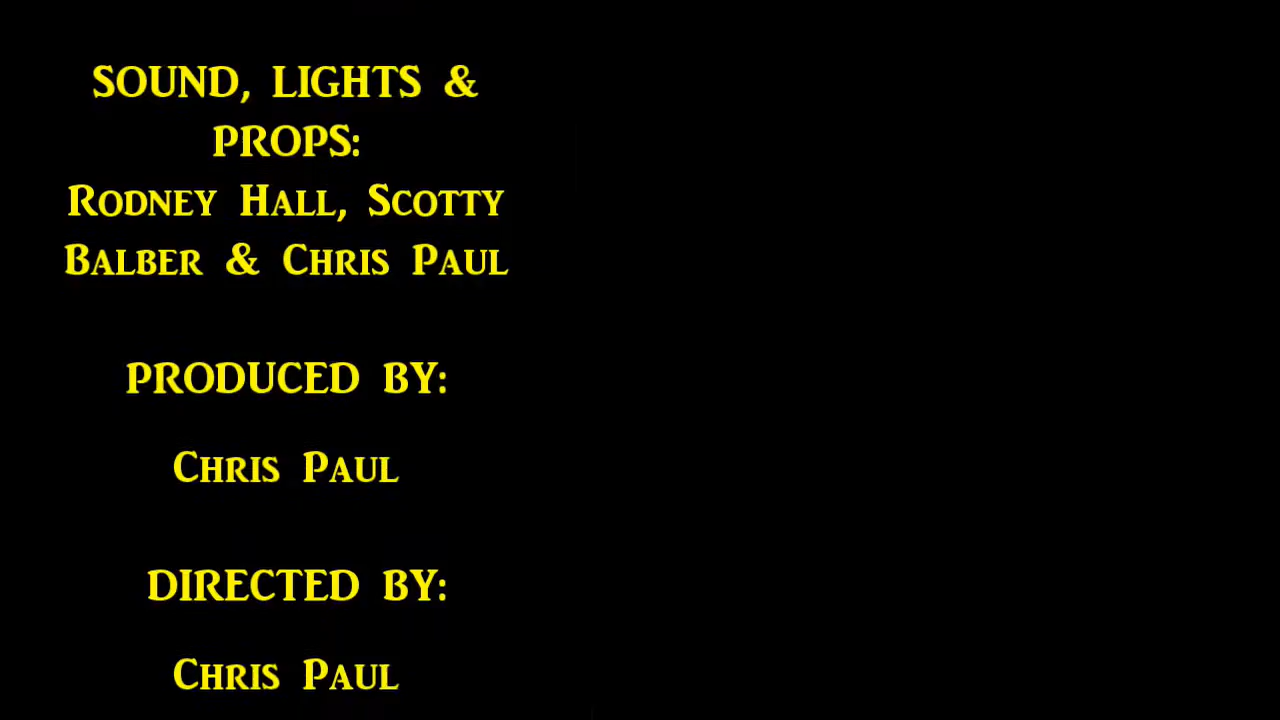 SOUND, LIGHTS &
PROPS:
Rodney Hall, Scotty
Balber & Chris Paul
PRODUCED BY:
Chris Paul
DIRECTED BY:
Chris Paul